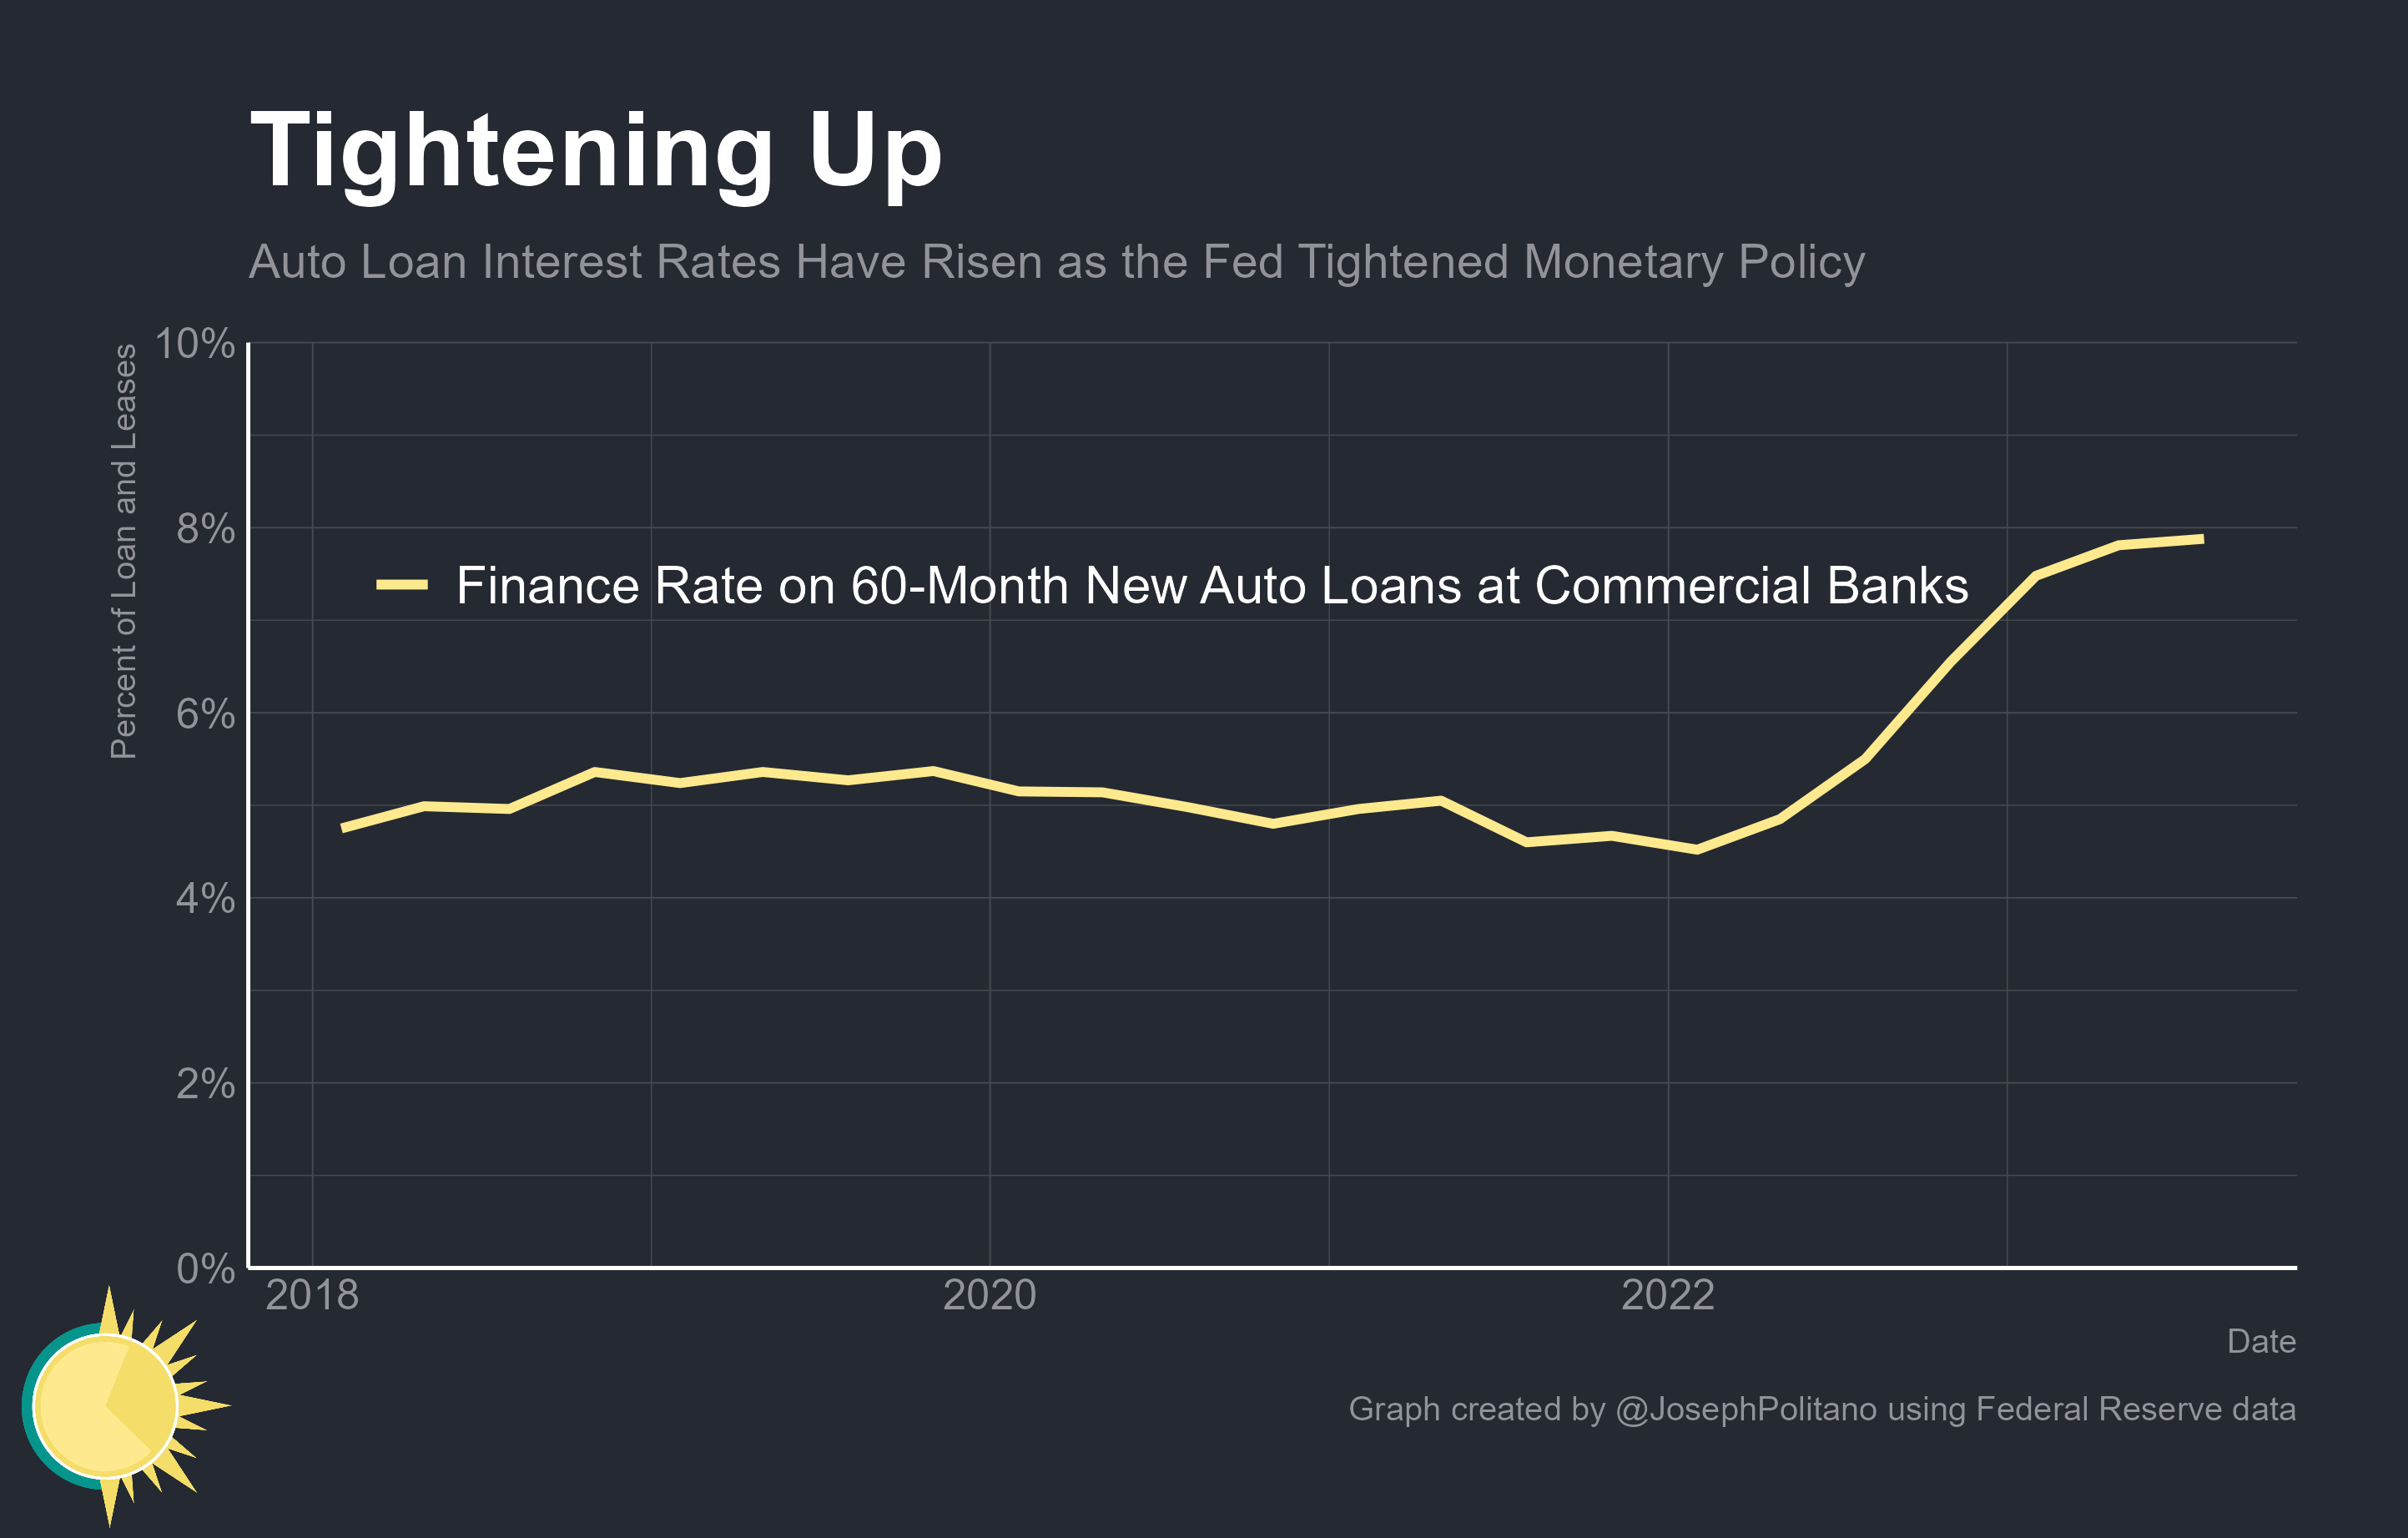 Tightening Up
Auto Loan Interest Rates Have Risen as the Fed Tightened Monetary Policy
Percent of Loan and Leases
10%
8%
6%
4%
2%
0%
Finance Rate on 60-Month New Auto Loans at Commercial Banks
2018
2020
2022
Date
Graph created by @JosephPolitano using Federal Reserve data